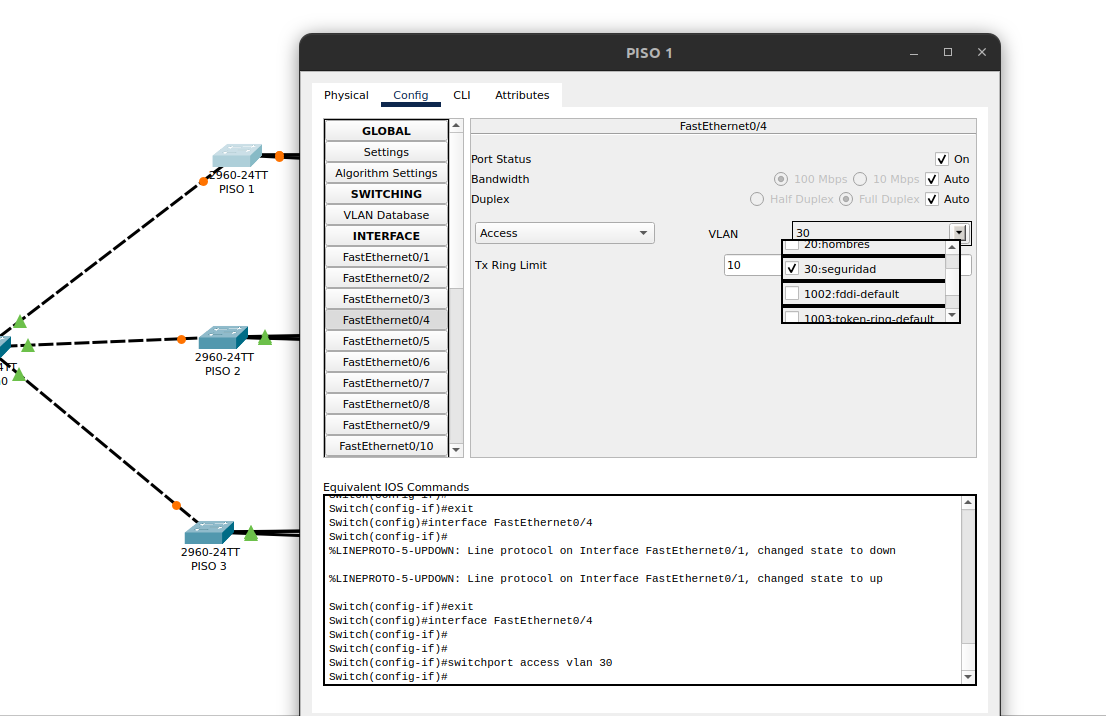 PISO 1
Physical
Config
CLI
Attributes
GLOBAL
Settings
Algorithm Settings
SWITCHING
VLAN Database
INTERFACE
FastEthernet0/1
FastEthernet0/2
FastEthernet0/3
FastEthernet0/4
FastEthernet0/5
FastEthernet0/6
FastEthernet0/7
FastEthernet0/8
FastEthernet0/9
FastEthernet0/10
FastEthernet0/4
Port Status
On
Bandwidth
100 Mbps
10 Mbps
Auto
Duplex
Half Duplex
Full Duplex
Auto
Access
VLAN
30
20:hombres
30:seguridad
1002:fddi-default
1003:token-ring-default
Tx Ring Limit
10
Equivalent IOS Commands
Switch(config-if)#
Switch(config-if)#exit
Switch(config)#interface FastEthernet0/4
Switch(config-if)#
%LINEPROTO-5-UPDOWN: Line protocol on Interface FastEthernet0/1, changed state to down
%LINEPROTO-5-UPDOWN: Line protocol on Interface FastEthernet0/1, changed state to up
Switch(config-if)#exit
Switch(config)#interface FastEthernet0/4
Switch(config-if)#
Switch(config-if)#
Switch(config-if)#switchport access vlan 30
Switch(config-if)#
2960-24TT
PISO 1
2960-24TT
PISO 2
2960-24TT
PISO 3